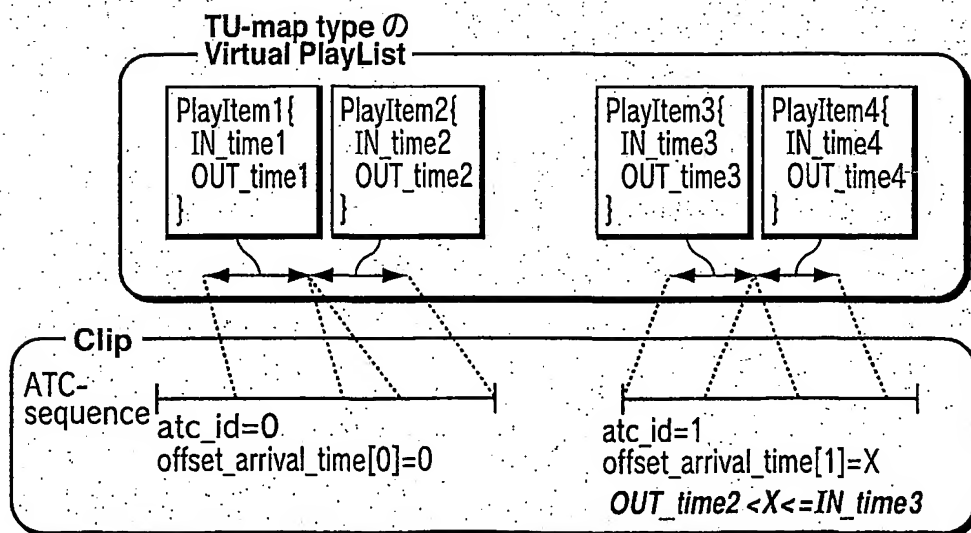 TU-map type の
Virtual PlayList
PlayItem1{
IN_time1
OUT_time1
}
PlayItem2{
IN_time2
OUT_time2
}
PlayItem3{
IN_time3
OUT_time3
}
PlayItem4{
IN_time4
OUT_time4
}
Clip
ATC-
sequence
atc_id=0
offset_arrival_time[0]=0
atc_id=1
offset_arrival_time[1]=X
OUT_time2<X<=IN_time3